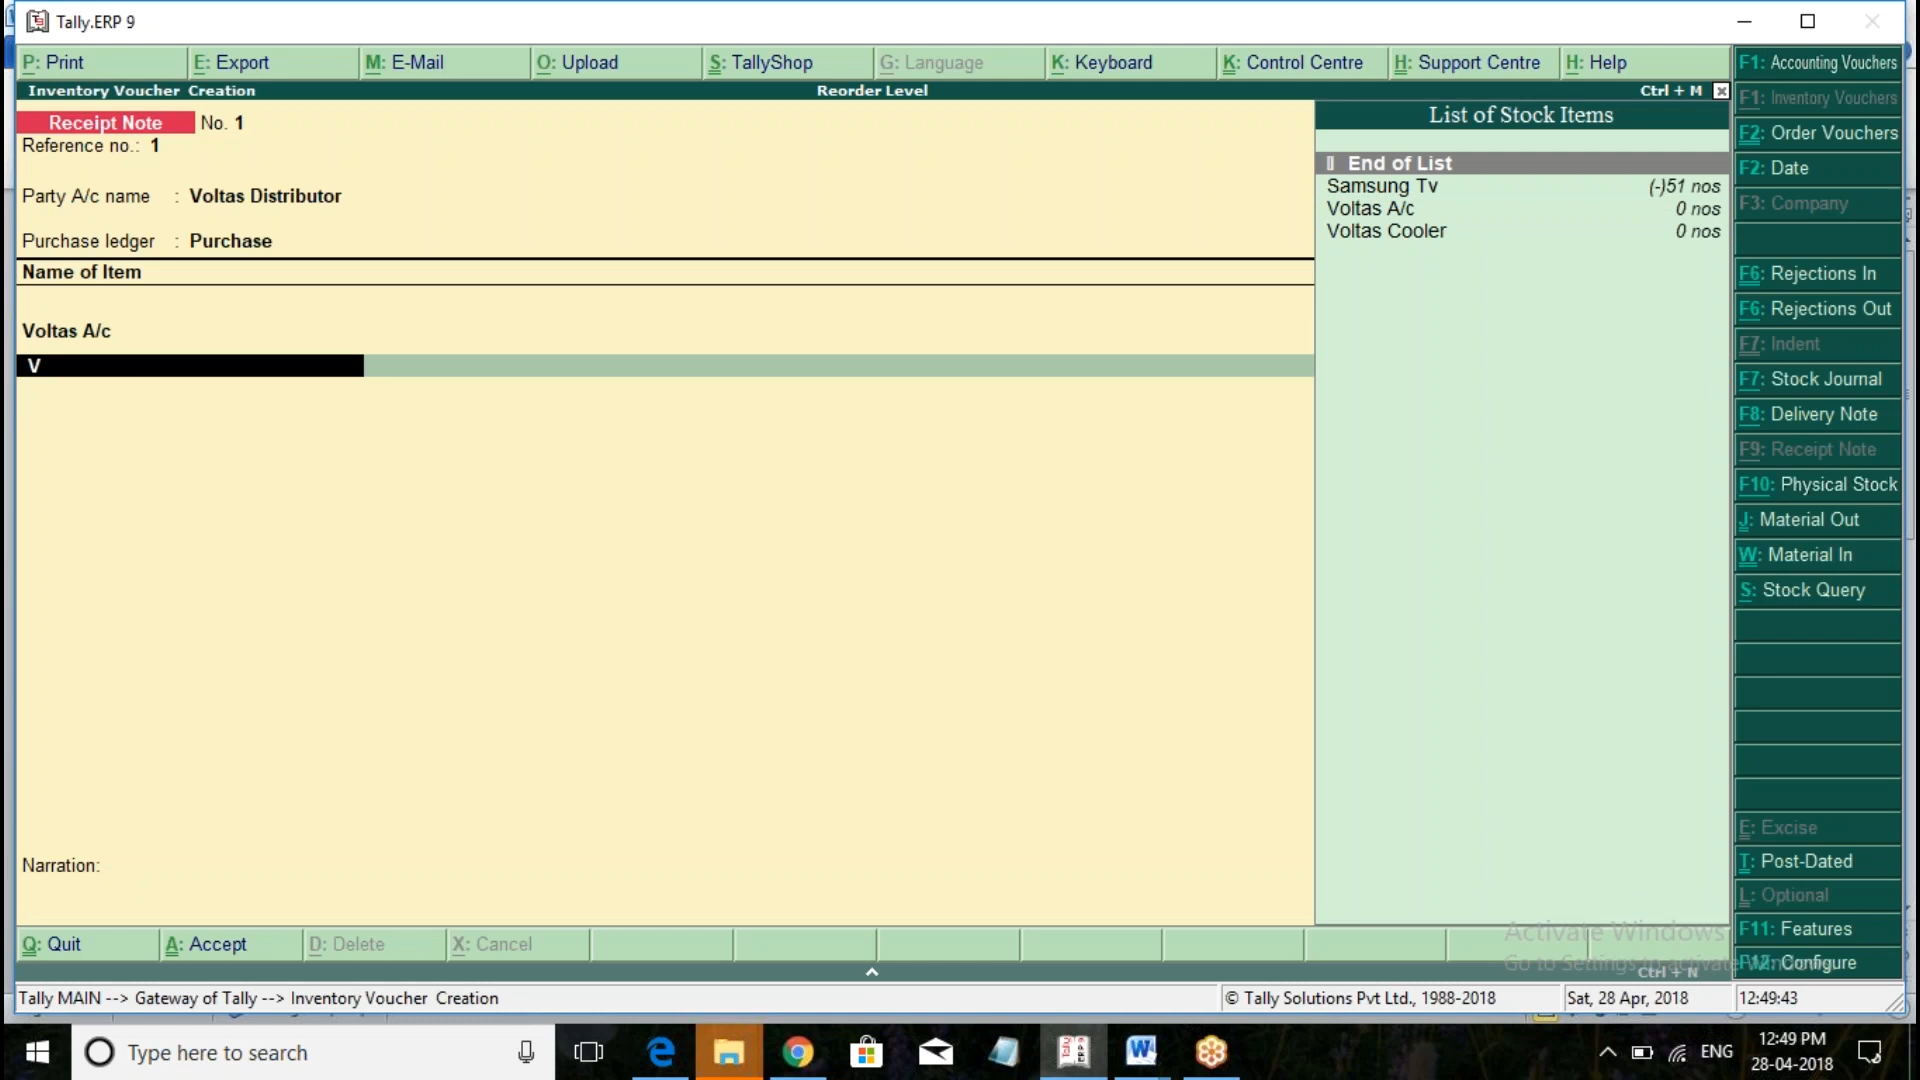 Tally.ERP 9
P: Print
E: Export
M: E-Mail
O: Upload
S: TallyShop
G: Language
K: Keyboard
K: Control Centre
H: Support Centre
H: Help
Inventory Voucher Creation
Reorder Level
Ctrl + M
Receipt Note No. 1
Reference no.: 1
Party A/c name : Voltas Distributor
Purchase ledger : Purchase
Name of Item
Voltas A/c
V
Narration:
List of Stock Items
End of List
Samsung Tv (-)51 nos
Voltas A/c 0 nos
Voltas Cooler 0 nos
F1: Accounting Vouchers
F1: Inventory Vouchers
F2: Order Vouchers
F2: Date
F3: Company
F6: Rejections In
F6: Rejections Out
F7: Indent
F7: Stock Journal
F8: Delivery Note
F9: Receipt Note
F10: Physical Stock
J: Material Out
W: Material In
S: Stock Query
E: Excise
T: Post-Dated
L: Optional
F11: Features
F12: Configure
Q: Quit
A: Accept
D: Delete
X: Cancel
Activate Windows
Go to Settings to activate Windows.
Ctrl + N
Tally MAIN --> Gateway of Tally --> Inventory Voucher Creation
© Tally Solutions Pvt Ltd., 1988-2018
Sat, 28 Apr, 2018
12:49:43
Type here to search
ENG
12:49 PM
28-04-2018